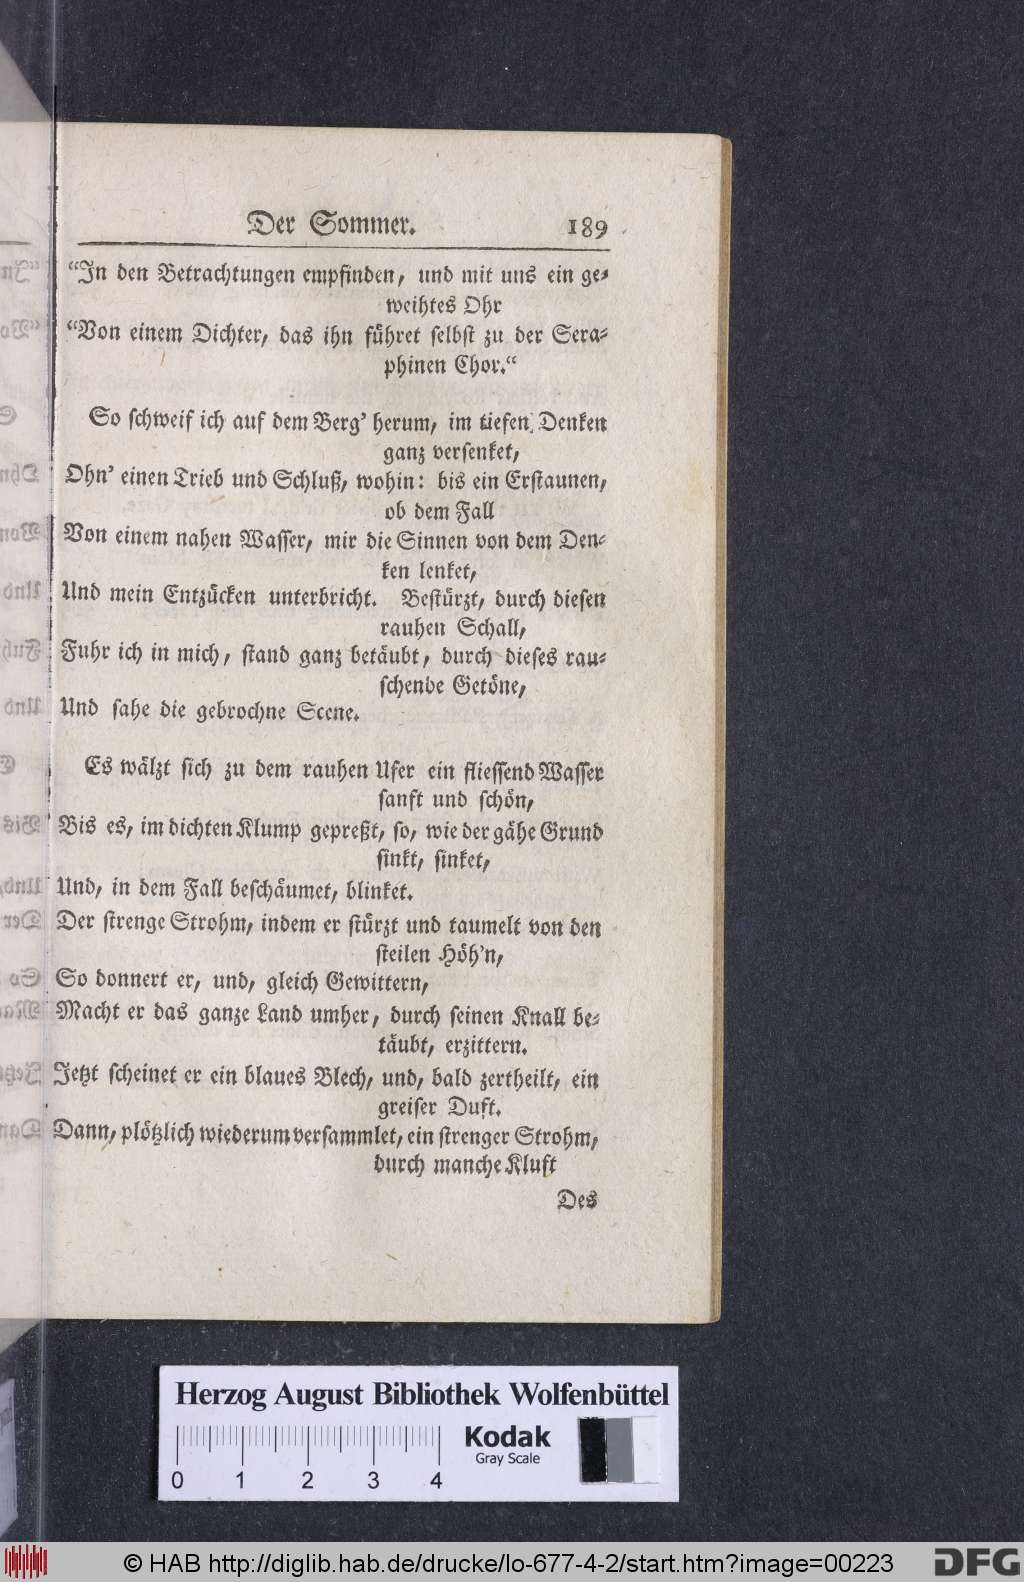 Der Sommer. 189
“In den Betrachtungen empfinden, und mit uns ein ge-
weihtes Ohr
“Von einem Dichter, das ihn führet selbst zu der Sera-
phinen Chor.“
So schweif ich auf dem Berg’ herum, im tiefen Denken
ganz versenket,
Ohn’ einen Trieb und Schluß, wohin: bis ein Erstaunen,
ob dem Fall
Von einem nahen Wasser, mir die Sinnen von dem Den-
ken lenket,
Und mein Entzücken unterbricht. Bestürzt, durch diesen
rauhen Schall,
Fuhr ich in mich, stand ganz betäubt, durch dieses rau-
schende Getöne,
Und sahe die gebrochne Scene.
Es wälzt sich zu dem rauhen Ufer ein fliessend Wasser
sanft und schön,
Bis es, im dichten Klump gepreßt, so, wie der gähe Grund
sinkt, sinket,
Und, in dem Fall beschäumet, blinket.
Der strenge Strohm, indem er stürzt und taumelt von den
steilen Höh’n,
So donnert er, und, gleich Gewittern,
Macht er das ganze Land umher, durch seinen Knall be-
täubt, erzittern.
Jetzt scheinet er ein blaues Blech, und, bald zertheilt, ein
greiser Duft.
Dann, plötzlich wiederum versammlet, ein strenger Strohm,
durch manche Kluft
Des
Herzog August Bibliothek Wolfenbüttel
Kodak
Gray Scale
0 1 2 3 4
© HAB http://diglib.hab.de/drucke/lo-677-4-2/start.htm?image=00223
DFG